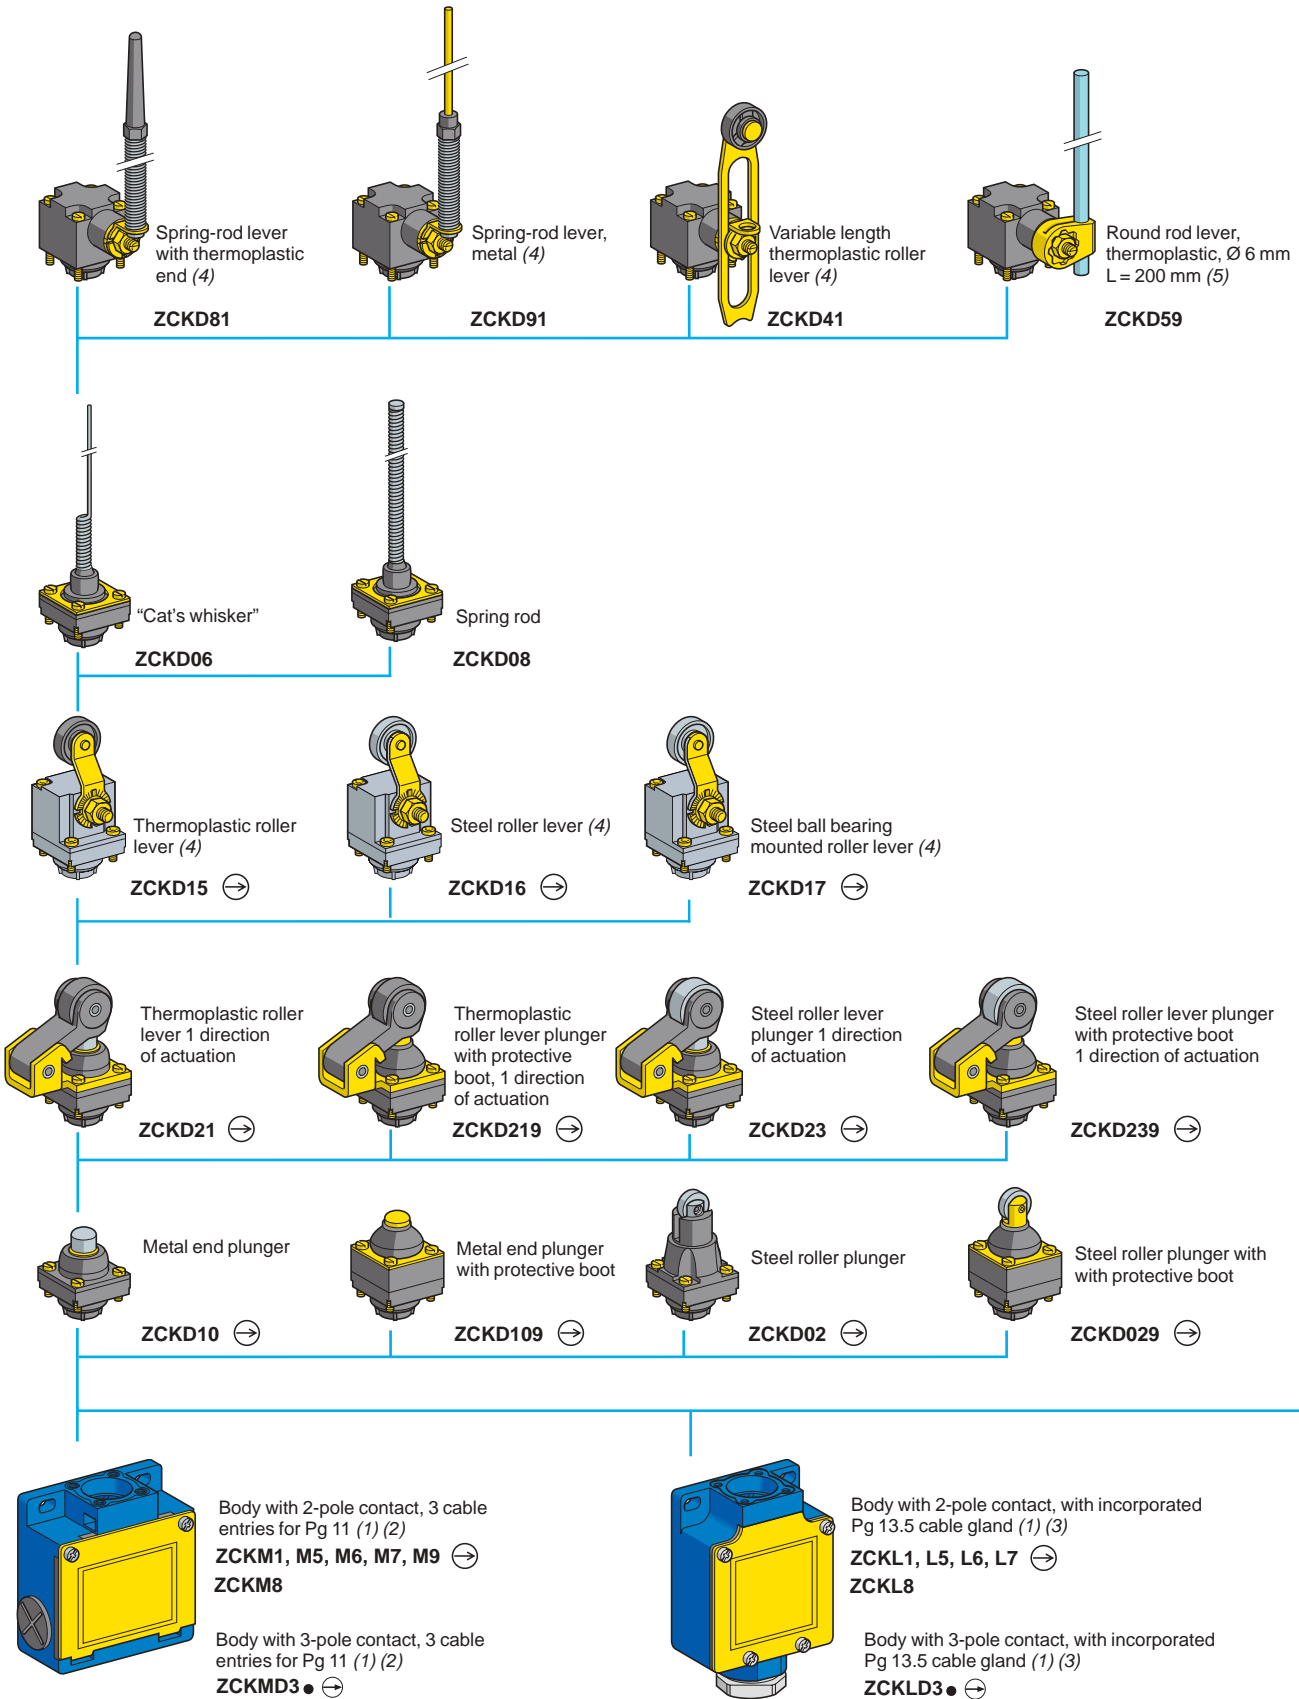 Spring-rod lever
with thermoplastic
end (4)
ZCKD81
Spring-rod lever,
metal (4)
ZCKD91
Variable length
thermoplastic roller
lever (4)
ZCKD41
Round rod lever,
thermoplastic, Ø 6 mm
L = 200 mm (5)
ZCKD59
“Cat's whisker”
ZCKD06
Spring rod
ZCKD08
Thermoplastic roller
lever (4)
ZCKD15
Steel roller lever (4)
ZCKD16
Steel ball bearing
mounted roller lever (4)
ZCKD17
Thermoplastic roller
lever 1 direction
of actuation
ZCKD21
Thermoplastic
roller lever plunger
with protective
boot, 1 direction
of actuation
ZCKD219
Steel roller lever
plunger 1 direction
of actuation
ZCKD23
Steel roller lever plunger
with protective boot
1 direction of actuation
ZCKD239
Metal end plunger
ZCKD10
Metal end plunger
with protective boot
ZCKD109
Steel roller plunger
ZCKD02
Steel roller plunger with
with protective boot
ZCKD029
Body with 2-pole contact, 3 cable
entries for Pg 11 (1) (2)
ZCKM1, M5, M6, M7, M9
ZCKM8
Body with 3-pole contact, 3 cable
entries for Pg 11 (1) (2)
ZCKMD3●
Body with 2-pole contact, with incorporated
Pg 13.5 cable gland (1) (3)
ZCKL1, L5, L6, L7
ZCKL8
Body with 3-pole contact, with incorporated
Pg 13.5 cable gland (1) (3)
ZCKLD3●